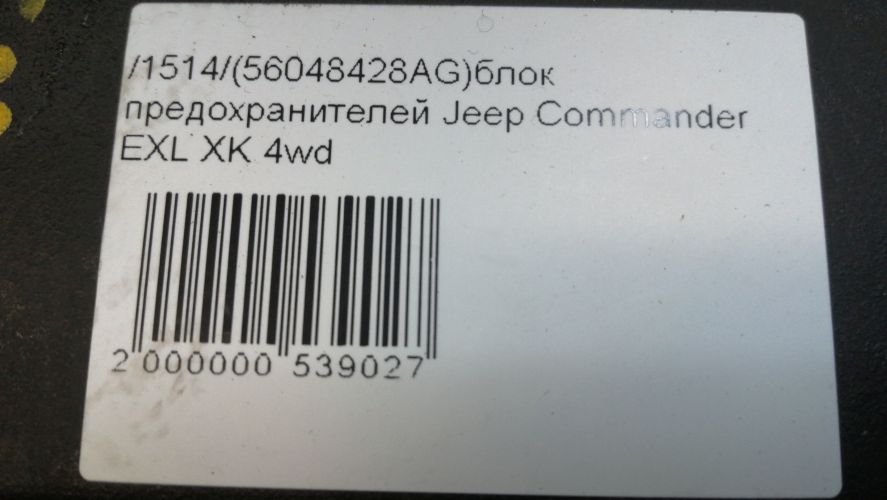 /1514/(56048428AG)блок
предохранителей Jeep Commander
EXL XK 4wd
2 000000 539027